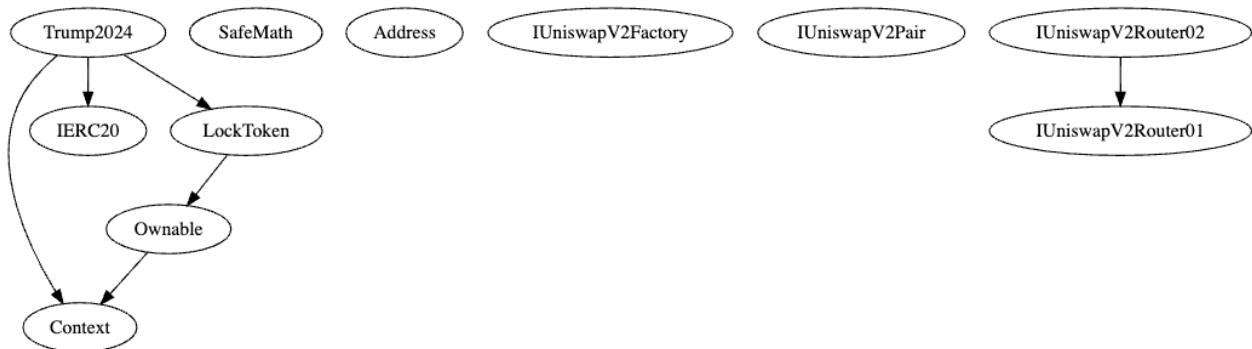 Trump2024
SafeMath
Address
IUniswapV2Factory
IUniswapV2Pair
IUniswapV2Router02
IERC20
LockToken
IUniswapV2Router01
Ownable
Context